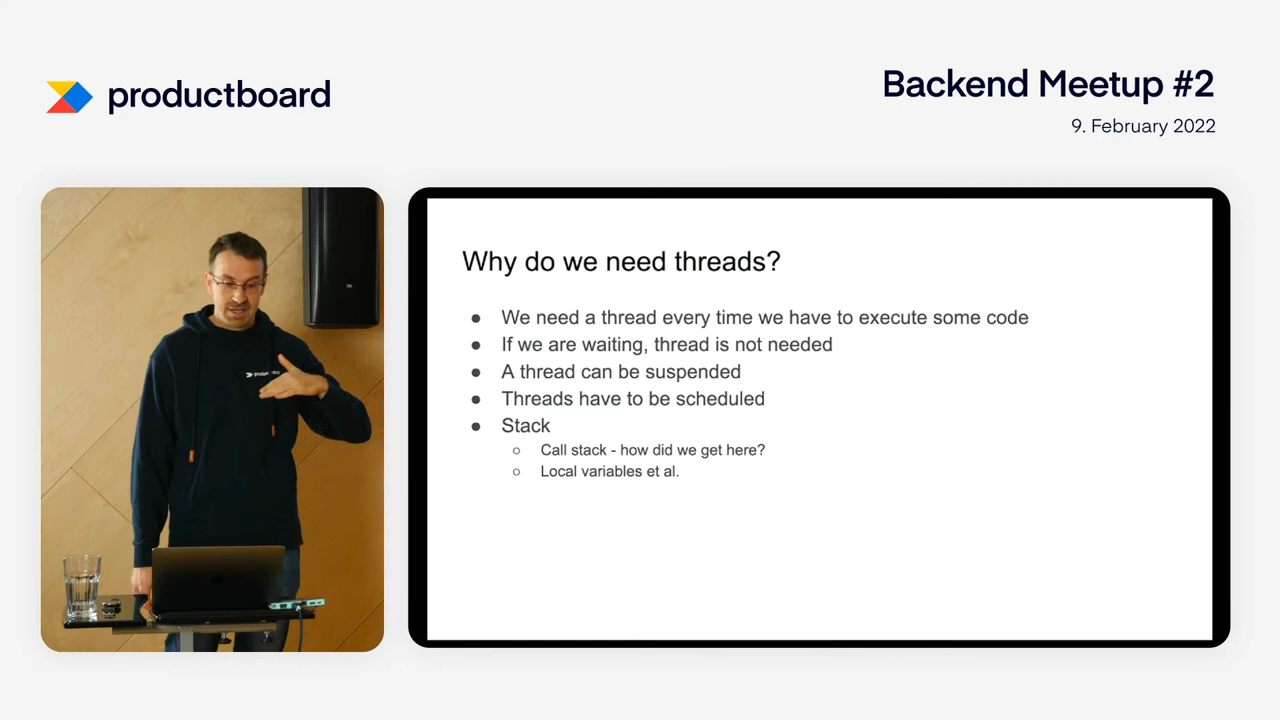 productboard
Backend Meetup #2
9. February 2022
Why do we need threads?
● We need a thread every time we have to execute some code
● If we are waiting, thread is not needed
● A thread can be suspended
● Threads have to be scheduled
● Stack
○ Call stack - how did we get here?
○ Local variables et al.